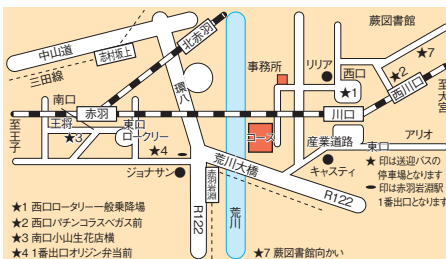 中山道
志村坂上
三田線
北赤羽
環八
蕨図書館
★7
事務所
リリア
西口
★1
★2
西川口
至大宮
南口
赤羽
王将
★3
東口
ロークリー
至王子
★4
ジョナサン
赤羽岩淵
R122
荒川
荒川大橋
コース
川口
産業道路
東口
アリオ
キャスティ
R122
★ 印は送迎バスの
停車場となります
印は赤羽岩淵駅
1番出口となります
★1 西口ロータリー一般乗降場
★2 西口パチンコラスベガス前
★3 南口小山生花店横
★4 1番出口オリジン弁当前
★7 蕨図書館向かい